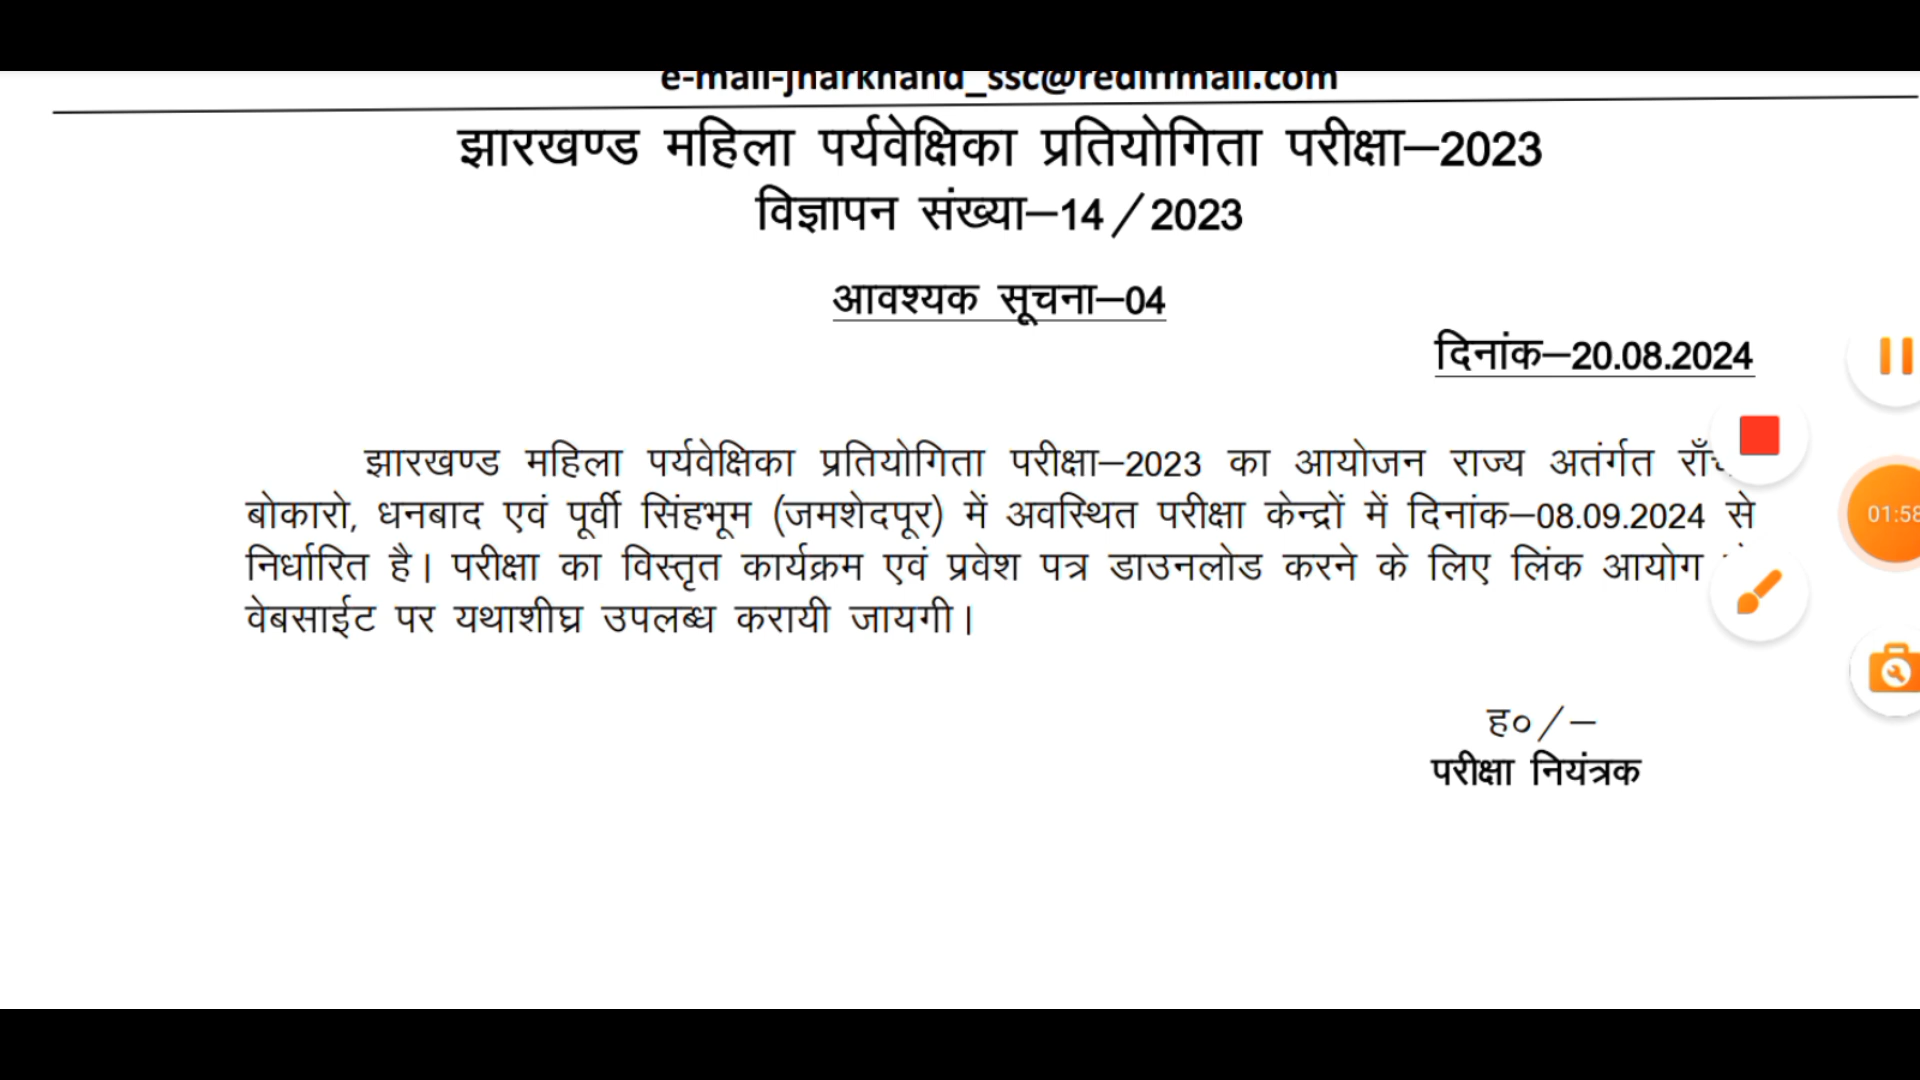 e-mail-jharkhand_ssc@rediffmail.com
झारखण्ड महिला पर्यवेक्षिका प्रतियोगिता परीक्षा–2023
विज्ञापन संख्या–14/2023
आवश्यक सूचना–04
दिनांक–20.08.2024
झारखण्ड महिला पर्यवेक्षिका प्रतियोगिता परीक्षा–2023 का आयोजन राज्य अतंर्गत
बोकारो, धनबाद एवं पूर्वी सिंहभूम (जमशेदपूर) में अवस्थित परीक्षा केन्द्रों में दिनांक–08.09.2024 से
निर्धारित है। परीक्षा का विस्तृत कार्यक्रम एवं प्रवेश पत्र डाउनलोड करने के लिए लिंक आयोग
वेबसाईट पर यथाशीघ्र उपलब्ध करायी जायगी।
ह०/–
परीक्षा नियंत्रक
01:58